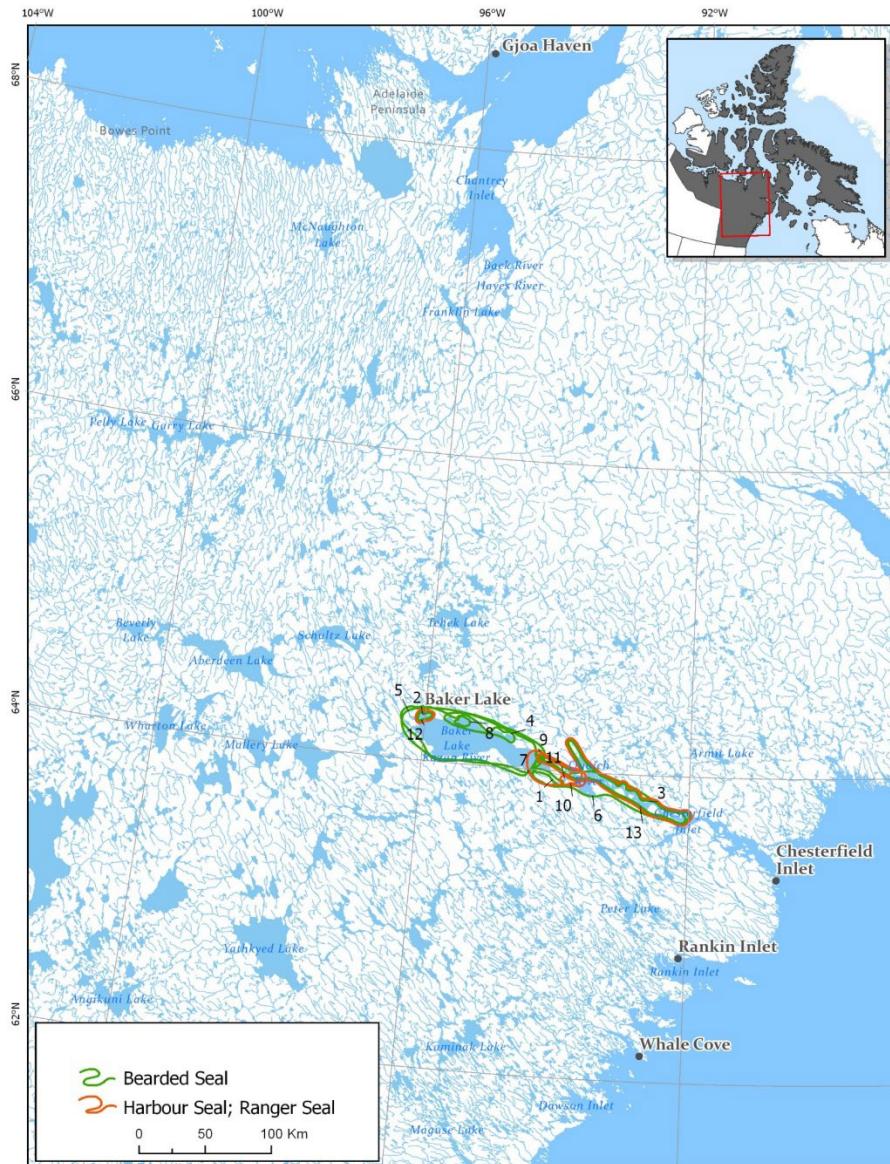 104°W
100°W
96°W
92°W
68°N
66°N
64°N
62°N
Gjoa Haven
Adelaide
Peninsula
Bowes Point
Chantrey
Inlet
McNaughton
Lake
Back River
Hayes River
Franklin Lake
Pelly Lake
Garry Lake
Beverly
Lake
Aberdeen Lake
Schultz Lake
Tehek Lake
Wharton Lake
Mallery Lake
5
2
Baker Lake
12
Baker
Lake
8
4
9
Kazan River
7
11
1
10
6
3
13
Armit Lake
Chesterfield
Inlet
Chesterfield
Inlet
Peter Lake
Rankin Inlet
Rankin Inlet
Yathkyed Lake
Angikuni Lake
Kaminak Lake
Whale Cove
Dawson Inlet
Maguse Lake
Bearded Seal
Harbour Seal; Ranger Seal
0 50 100 Km